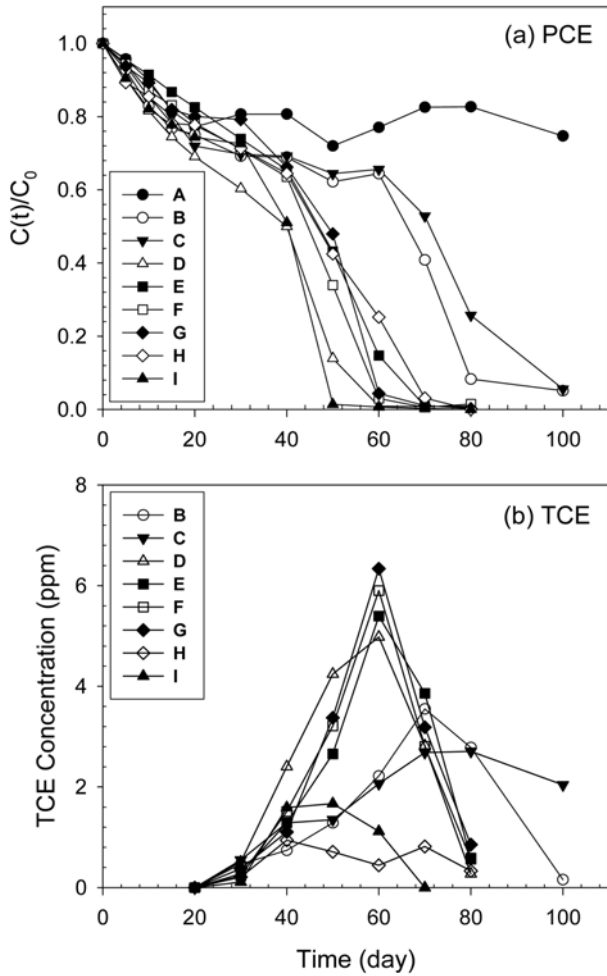 (a) PCE
C(t)/C₀
1.0
0.8
0.6
0.4
0.2
0.0
A
B
C
D
E
F
G
H
I
0 20 40 60 80 100
(b) TCE
TCE Concentration (ppm)
8
6
4
2
0
B
C
D
E
F
G
H
I
0 20 40 60 80 100
Time (day)